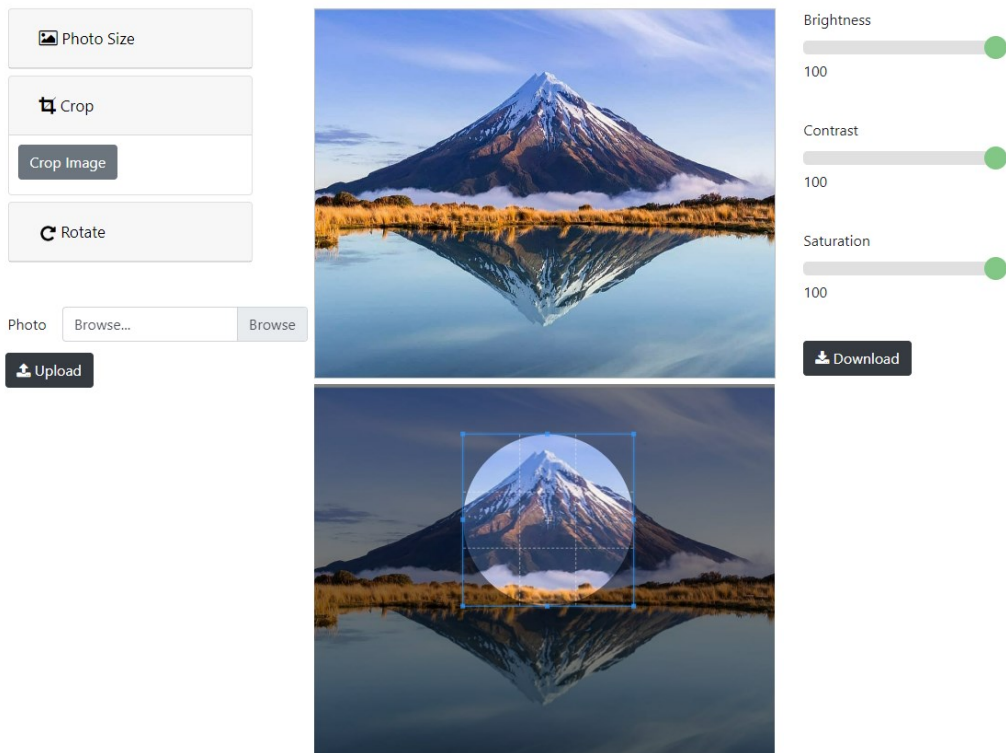 Photo Size
Crop
Crop Image
Rotate
Photo Browse... Browse
Upload
Brightness
100
Contrast
100
Saturation
100
Download